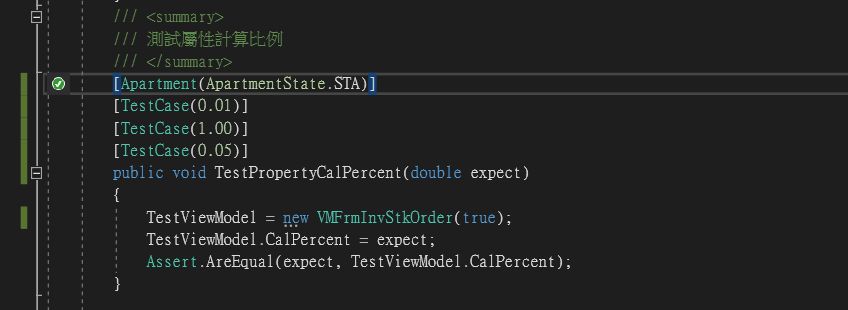 /// <summary>
/// 測試屬性計算比例
/// </summary>
[Apartment(ApartmentState.STA)]
[TestCase(0.01)]
[TestCase(1.00)]
[TestCase(0.05)]
public void TestPropertyCalPercent(double expect)
{
TestViewModel = new VMFrmInvStkOrder(true);
TestViewModel.CalPercent = expect;
Assert.AreEqual(expect, TestViewModel.CalPercent);
}